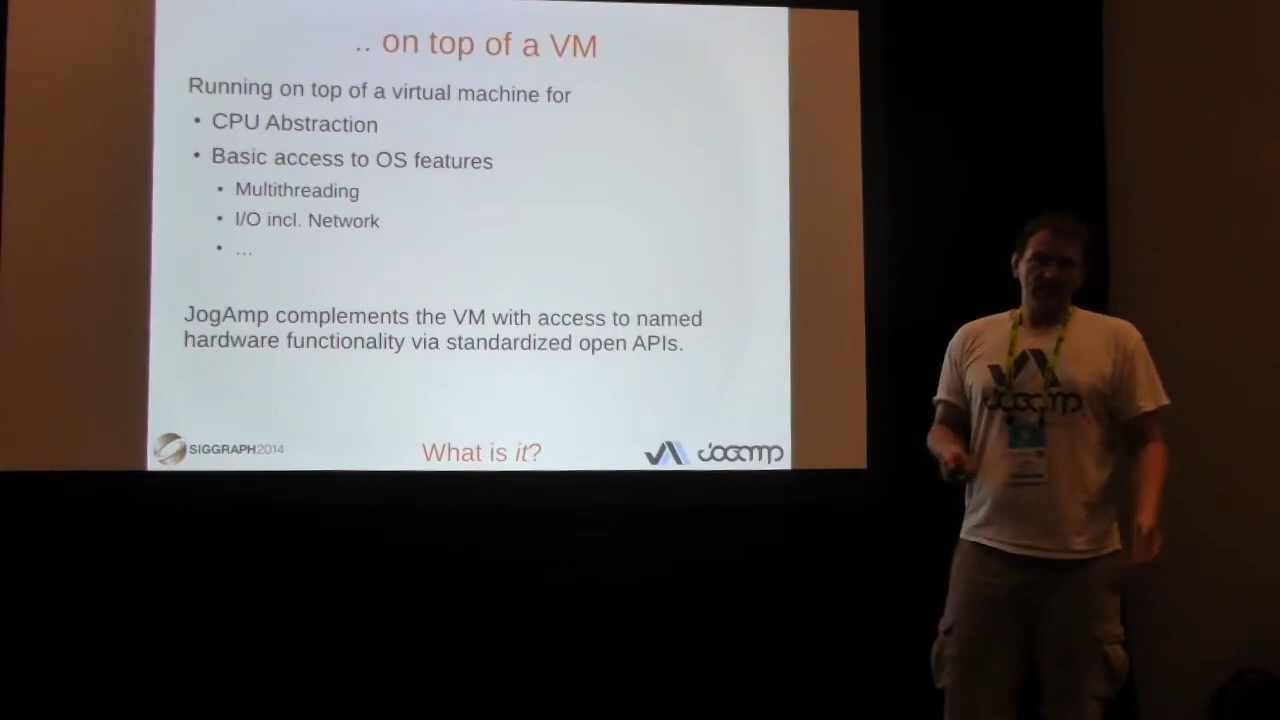 .. on top of a VM
Running on top of a virtual machine for
• CPU Abstraction
• Basic access to OS features
• Multithreading
• I/O incl. Network
• ...
JogAmp complements the VM with access to named
hardware functionality via standardized open APIs.
SIGGRAPH2014
What is it?
JOGAMP
JOGAMP